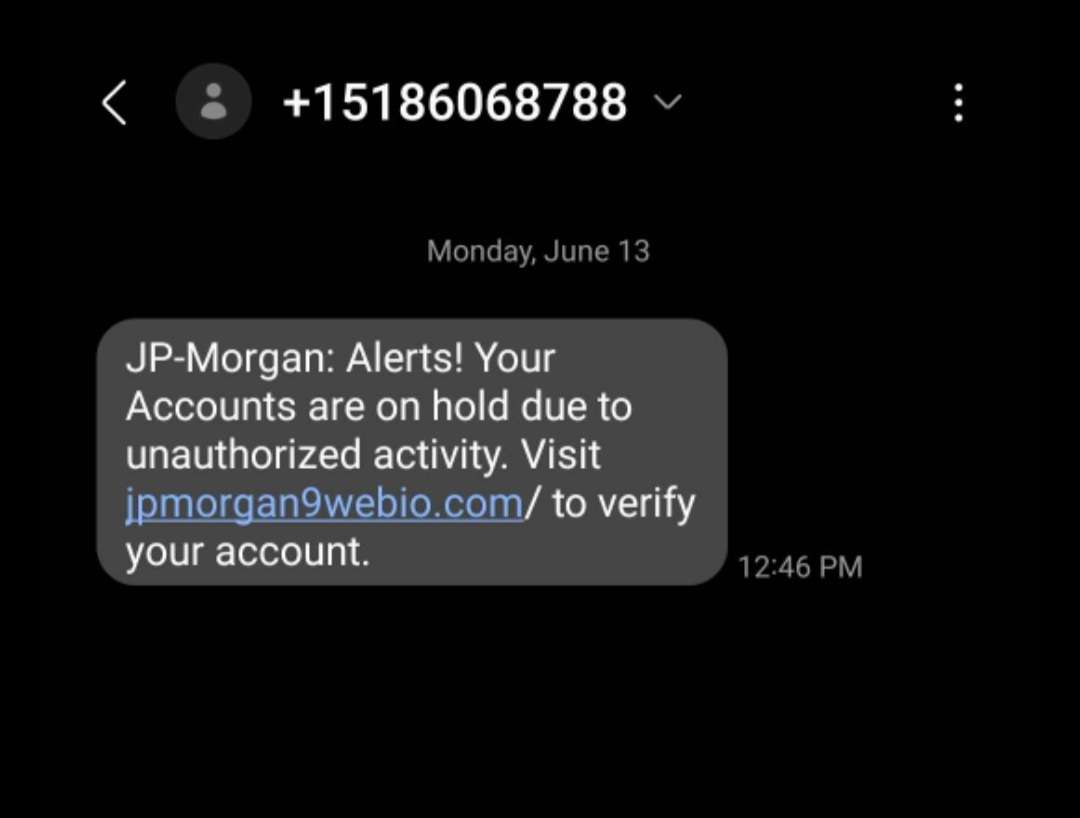 +15186068788
Monday, June 13
JP-Morgan: Alerts! Your
Accounts are on hold due to
unauthorized activity. Visit
jpmorgan9webio.com/ to verify
your account.
12:46 PM